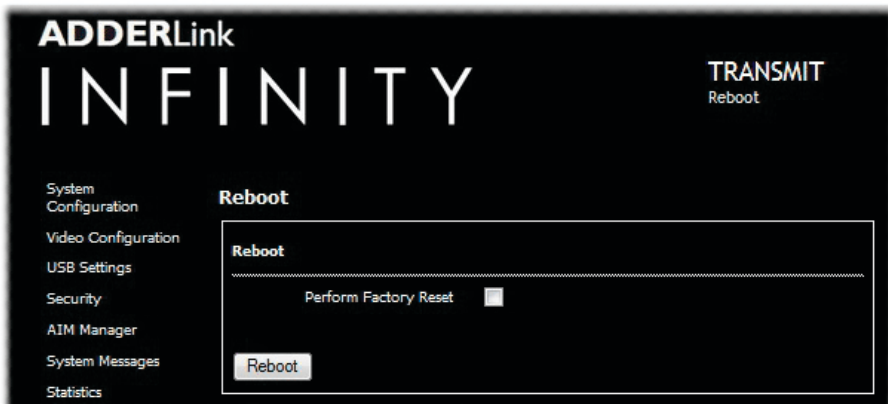 ADDERLink
INFINITY
TRANSMIT
Reboot
System
Configuration
Video Configuration
USB Settings
Security
AIM Manager
System Messages
Statistics
Reboot
Reboot
Perform Factory Reset
Reboot